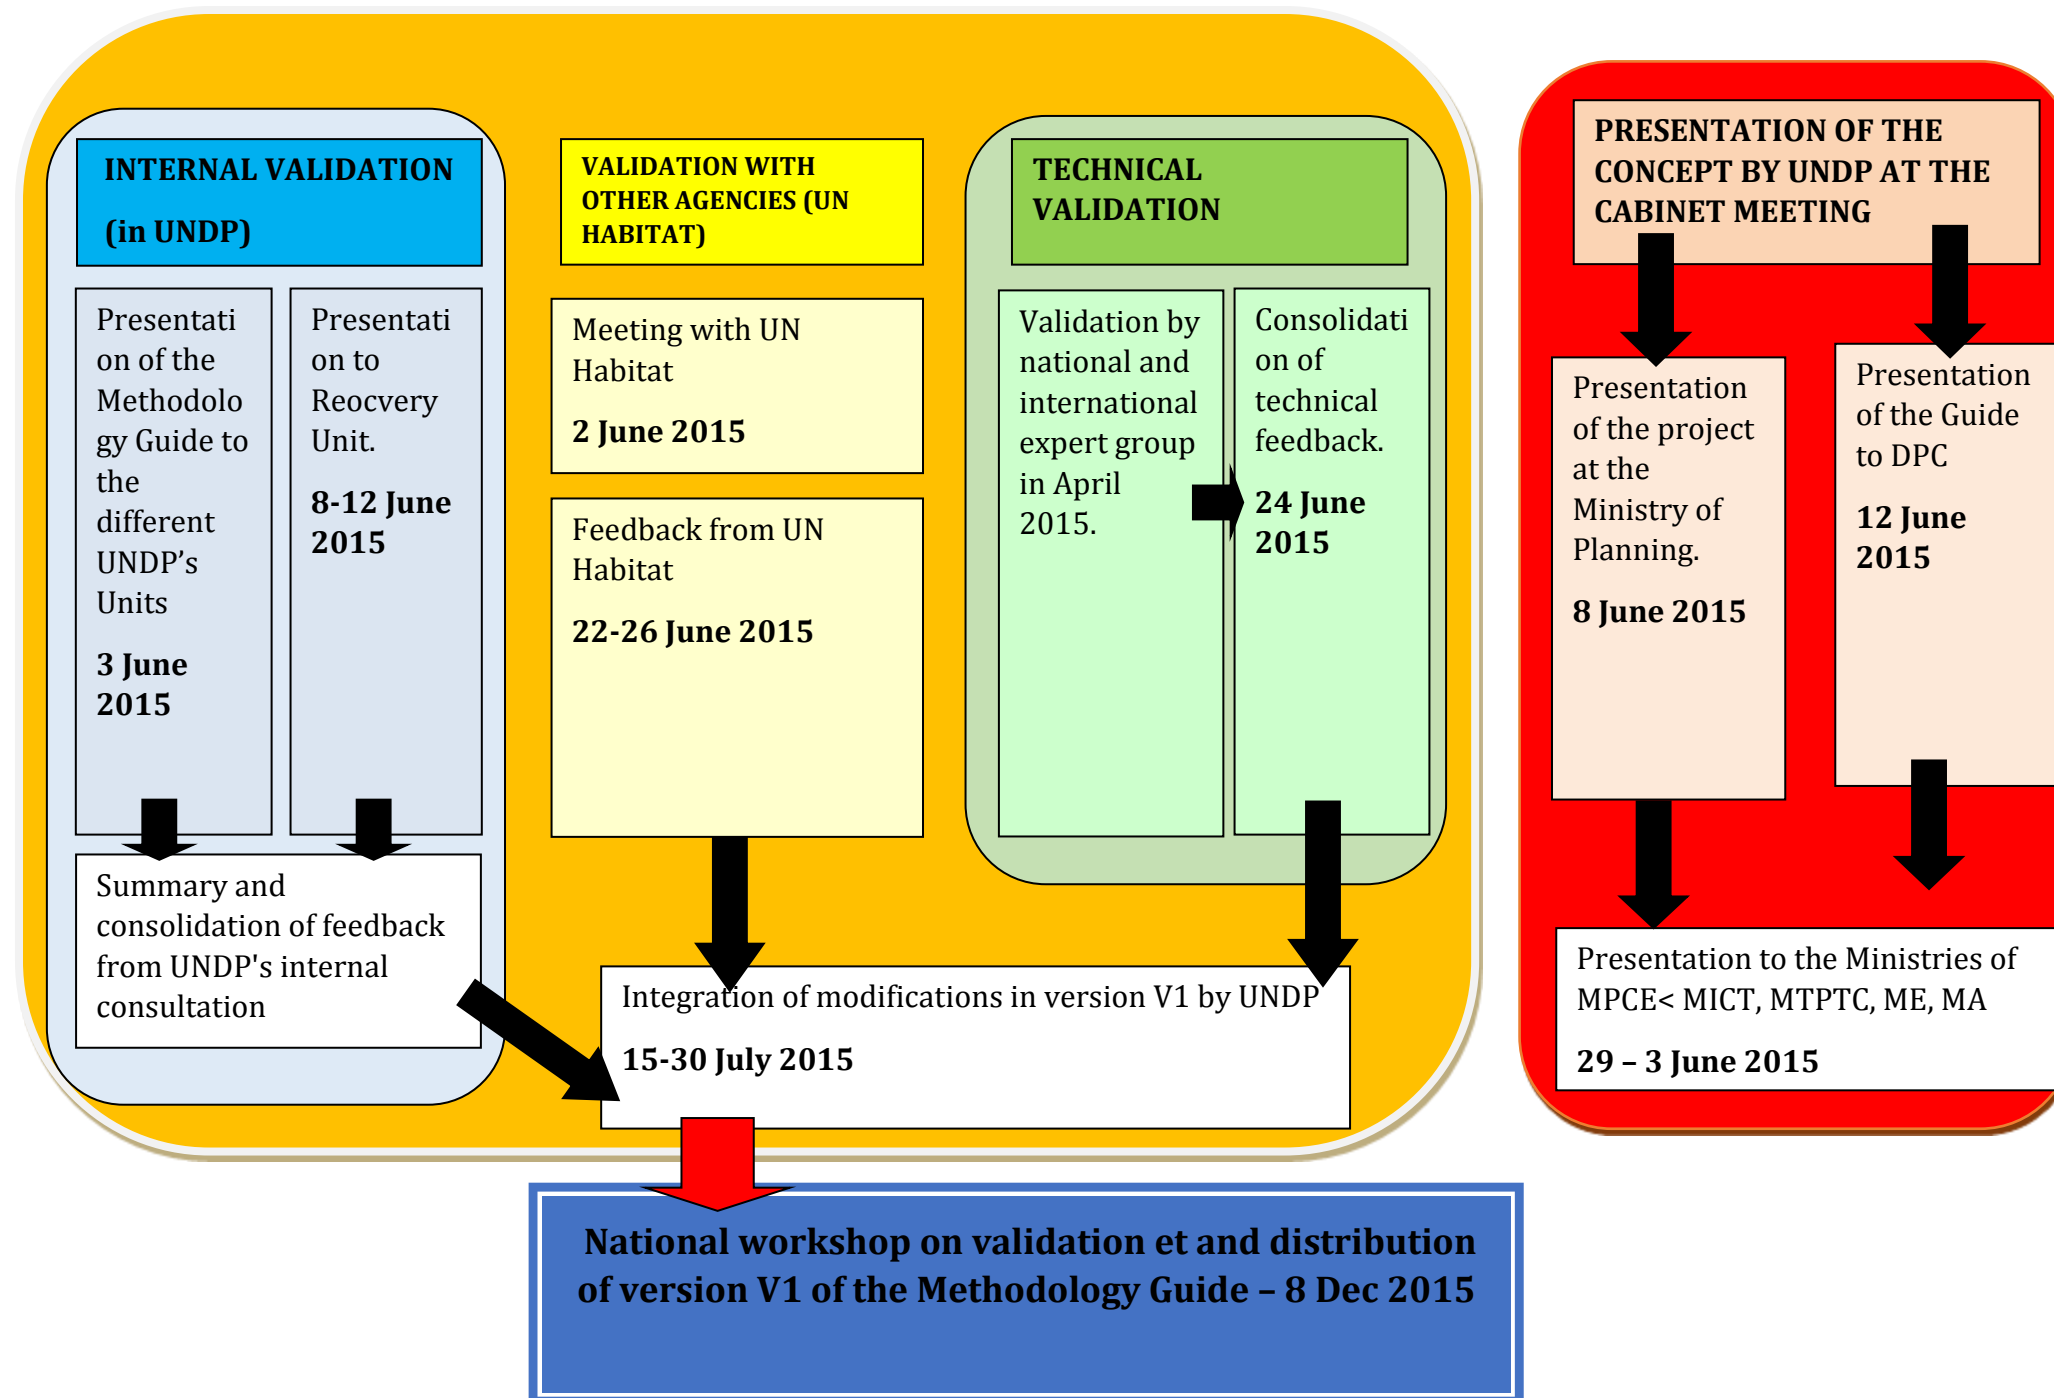 INTERNAL VALIDATION
(in UNDP)
Presentati
on of the
Methodolo
gy Guide to
the
different
UNDP’s
Units
3 June
2015
Presentati
on to
Reocvery
Unit.
8-12 June
2015
Summary and
consolidation of feedback
from UNDP's internal
consultation
VALIDATION WITH
OTHER AGENCIES (UN
HABITAT)
Meeting with UN
Habitat
2 June 2015
Feedback from UN
Habitat
22-26 June 2015
TECHNICAL
VALIDATION
Validation by
national and
international
expert group
in April
2015.
Consolidati
on of
technical
feedback.
24 June
2015
Integration of modifications in version V1 by UNDP
15-30 July 2015
PRESENTATION OF THE
CONCEPT BY UNDP AT THE
CABINET MEETING
Presentation
of the project
at the
Ministry of
Planning.
8 June 2015
Presentation
of the Guide
to DPC
12 June
2015
Presentation to the Ministries of
MPCE< MICT, MTPTC, ME, MA
29 – 3 June 2015
National workshop on validation et and distribution
of version V1 of the Methodology Guide – 8 Dec 2015